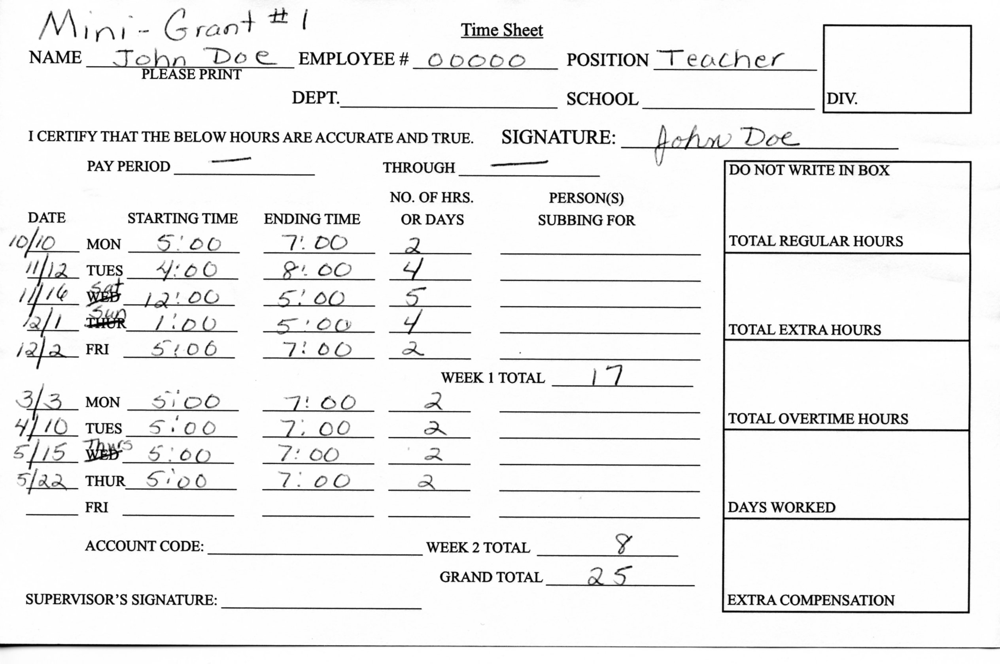 Mini-Grant #1
Time Sheet
NAME John Doe EMPLOYEE # 00000 POSITION Teacher
PLEASE PRINT
DEPT. SCHOOL DIV.
I CERTIFY THAT THE BELOW HOURS ARE ACCURATE AND TRUE. SIGNATURE: John Doe
PAY PERIOD — THROUGH —
DO NOT WRITE IN BOX
NO. OF HRS. PERSON(S)
DATE STARTING TIME ENDING TIME OR DAYS SUBBING FOR
10/10 MON 5:00 7:00 2
TOTAL REGULAR HOURS
11/12 TUES 4:00 8:00 4
11/16 WED Sat 12:00 5:00 5
12/1 THUR Sun 1:00 5:00 4
TOTAL EXTRA HOURS
12/2 FRI 5:00 7:00 2
WEEK 1 TOTAL 17
3/3 MON 5:00 7:00 2
TOTAL OVERTIME HOURS
4/10 TUES 5:00 7:00 2
5/15 WED Thurs 5:00 7:00 2
5/22 THUR 5:00 7:00 2
FRI
DAYS WORKED
ACCOUNT CODE: WEEK 2 TOTAL 8
GRAND TOTAL 25
SUPERVISOR'S SIGNATURE:
EXTRA COMPENSATION